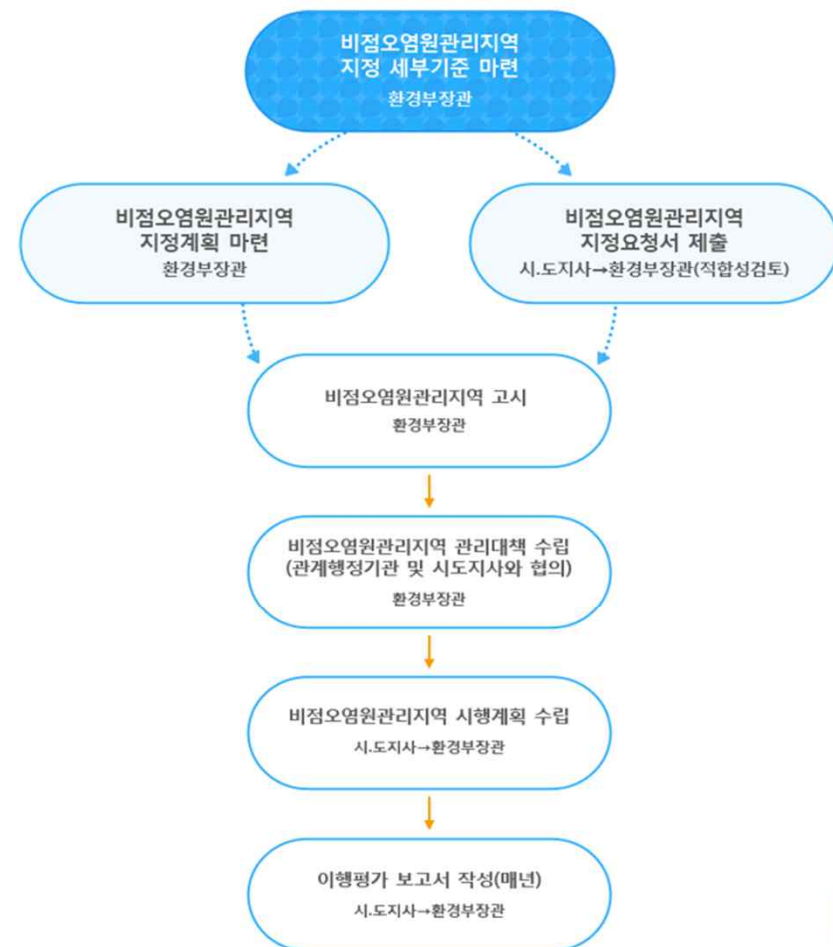 비점오염원관리지역
지정 세부기준 마련
환경부장관
비점오염원관리지역
지정계획 마련
환경부장관
비점오염원관리지역
지정요청서 제출
시.도지사→환경부장관(적합성검토)
비점오염원관리지역 고시
환경부장관
비점오염원관리지역 관리대책 수립
(관계행정기관 및 시도지사와 협의)
환경부장관
비점오염원관리지역 시행계획 수립
시.도지사→환경부장관
이행평가 보고서 작성(매년)
시.도지사→환경부장관